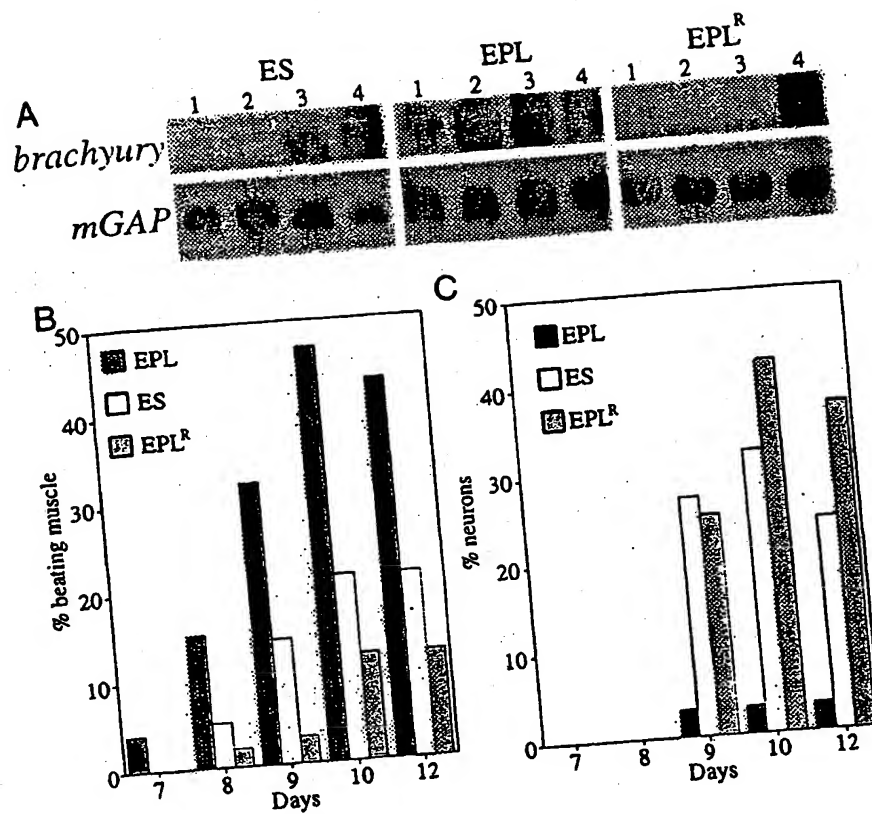 A
ES EPL EPL^R
1 2 3 4 1 2 3 4 1 2 3 4
brachyury
mGAP
B
50
40
30
20
10
0
% beating muscle
EPL
ES
EPL^R
7 8 9 10 12
Days
C
50
40
30
20
10
0
% neurons
EPL
ES
EPL^R
7 8 9 10 12
Days